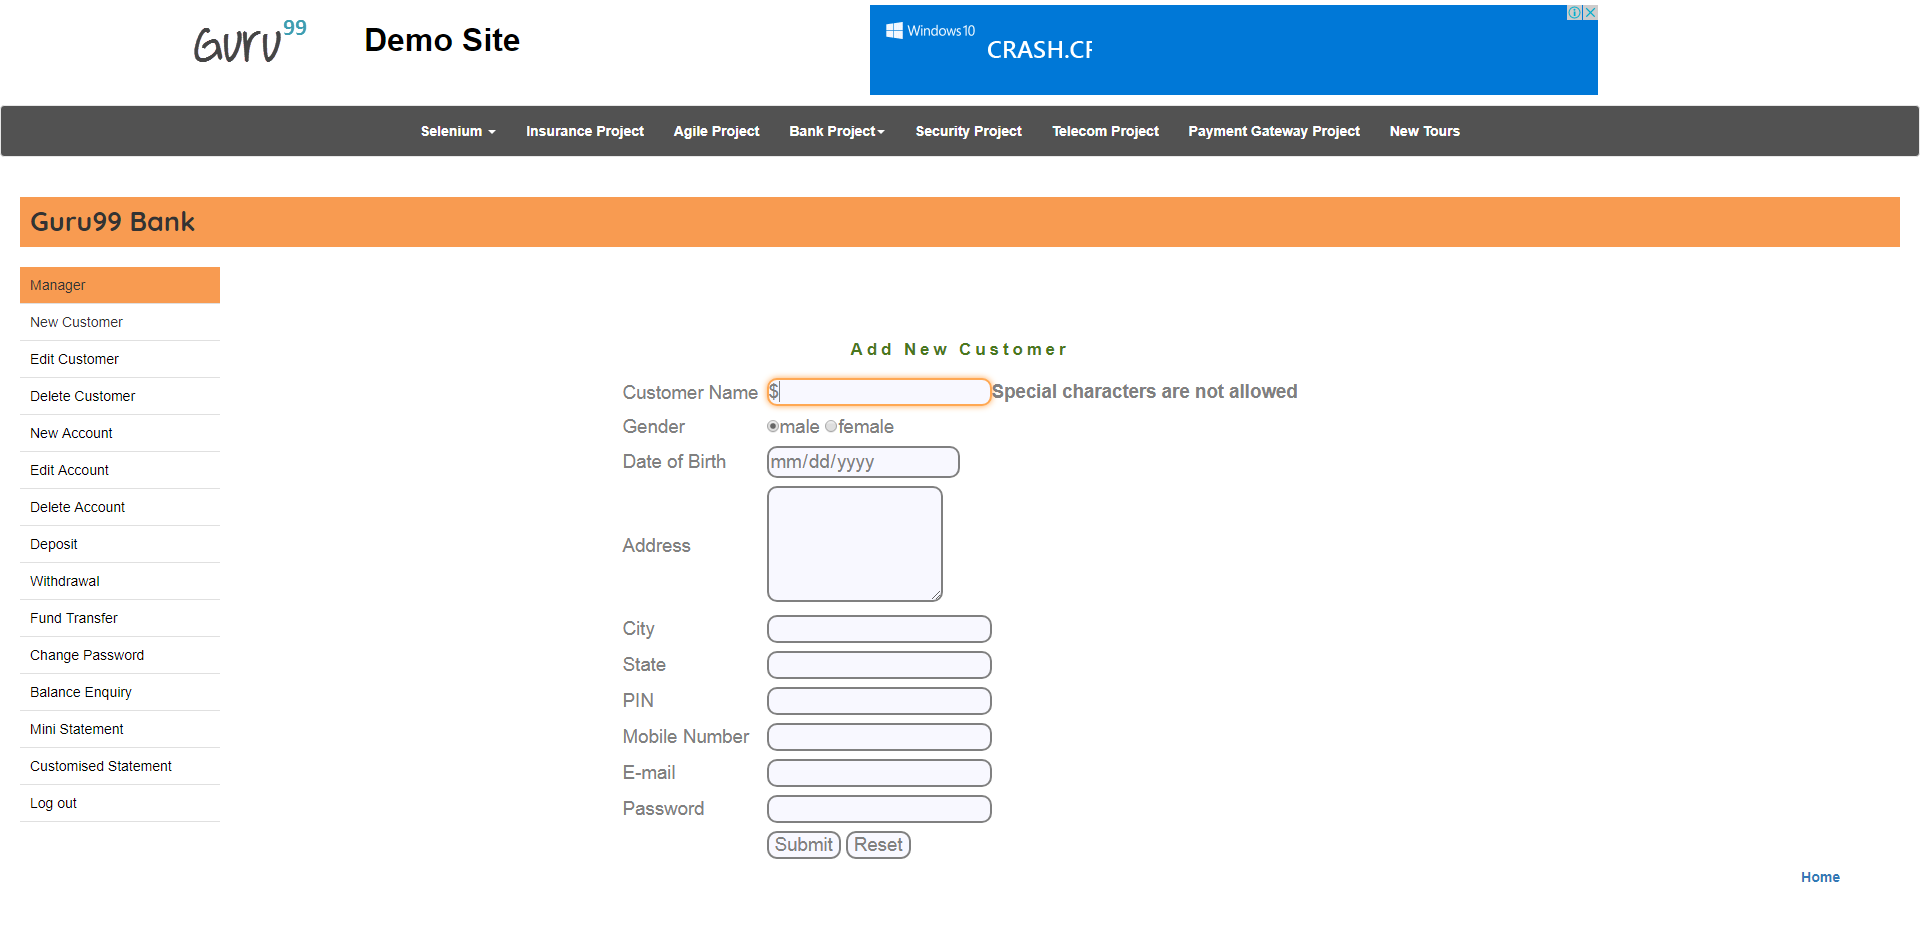 Guru99
Demo Site
Windows 10
CRASH.CF
Selenium
Insurance Project
Agile Project
Bank Project
Security Project
Telecom Project
Payment Gateway Project
New Tours
Guru99 Bank
Manager
New Customer
Edit Customer
Delete Customer
New Account
Edit Account
Delete Account
Deposit
Withdrawal
Fund Transfer
Change Password
Balance Enquiry
Mini Statement
Customised Statement
Log out
Add New Customer
Customer Name $ Special characters are not allowed
Gender male female
Date of Birth mm/dd/yyyy
Address
City
State
PIN
Mobile Number
E-mail
Password
Submit Reset
Home